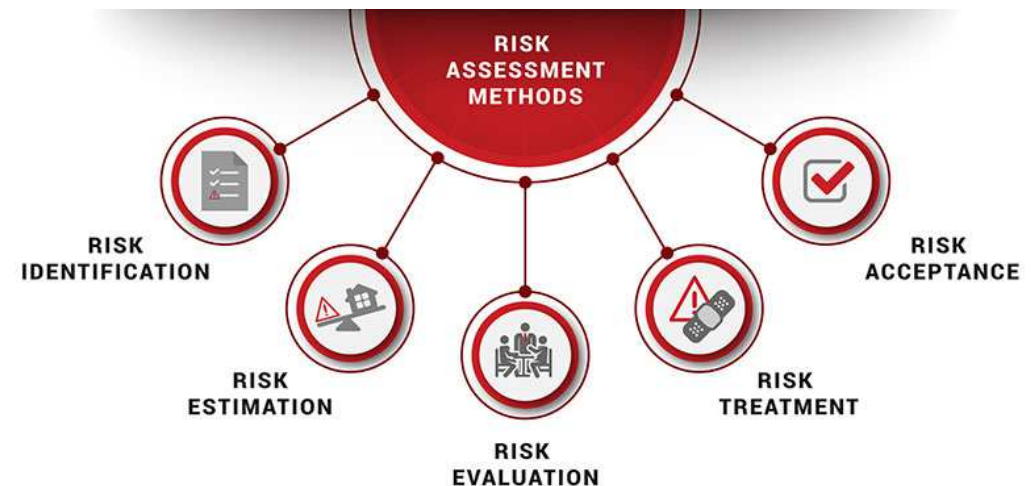 RISK
ASSESSMENT
METHODS
RISK
IDENTIFICATION
RISK
ESTIMATION
RISK
EVALUATION
RISK
TREATMENT
RISK
ACCEPTANCE